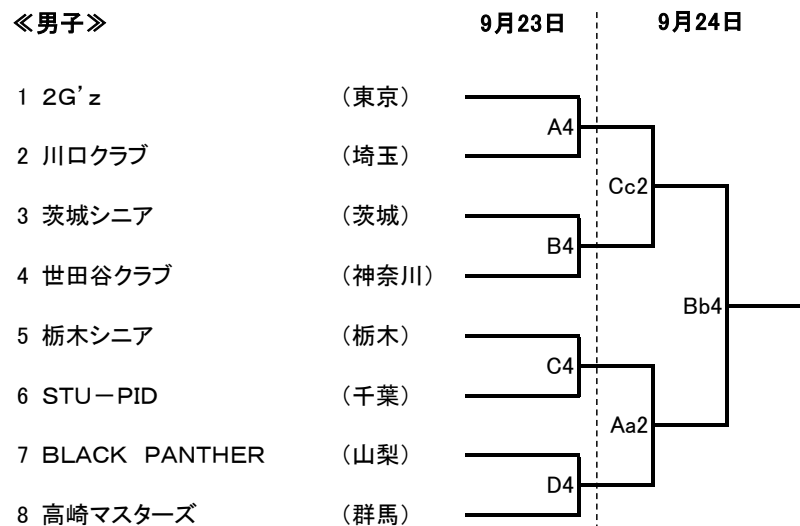 ≪男子≫ 9月23日 9月24日
1 2G'z （東京）
A4
2 川口クラブ （埼玉）
Cc2
3 茨城シニア （茨城）
B4
4 世田谷クラブ （神奈川）
Bb4
5 栃木シニア （栃木）
C4
6 STU－PID （千葉）
Aa2
7 BLACK PANTHER （山梨）
D4
8 高崎マスターズ （群馬）